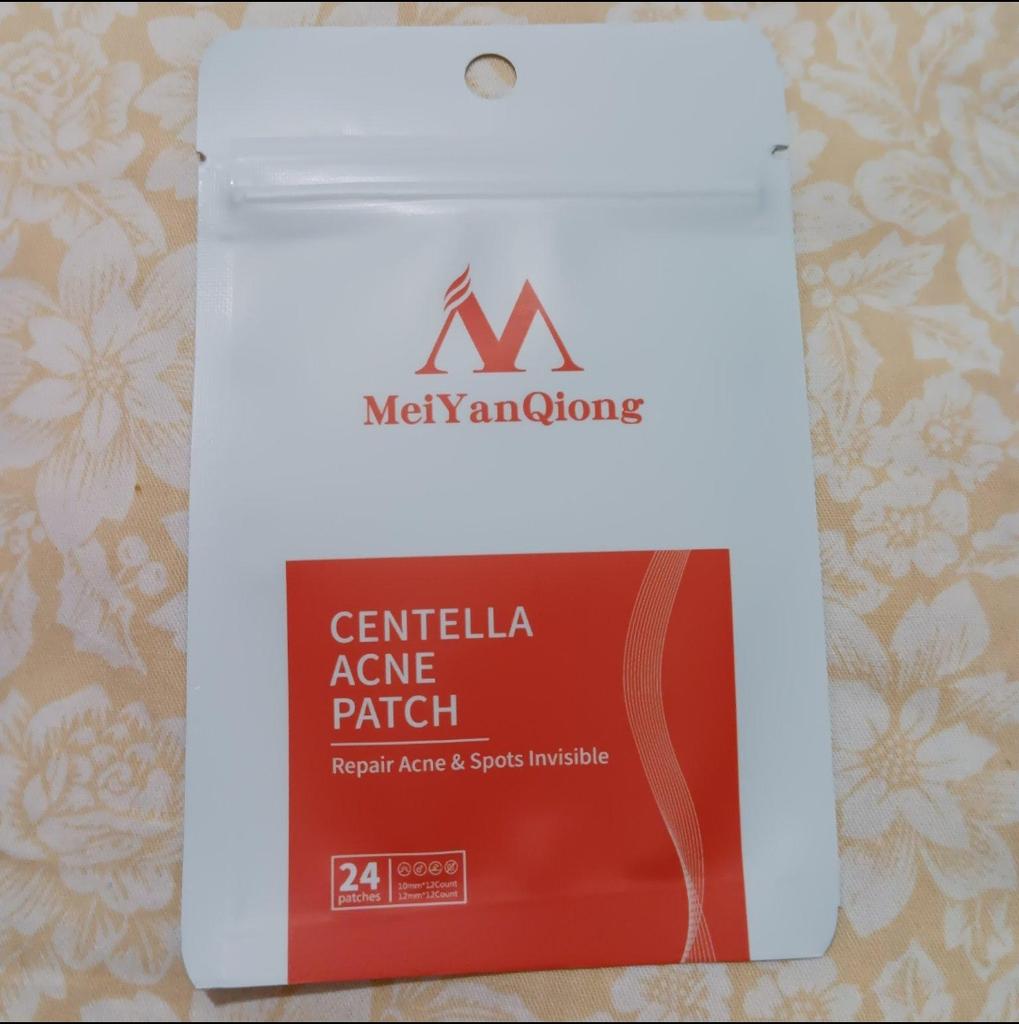 MeiYanQiong
CENTELLA
ACNE
PATCH
Repair Acne & Spots Invisible
24
patches
10mm*12Count
12mm*12Count